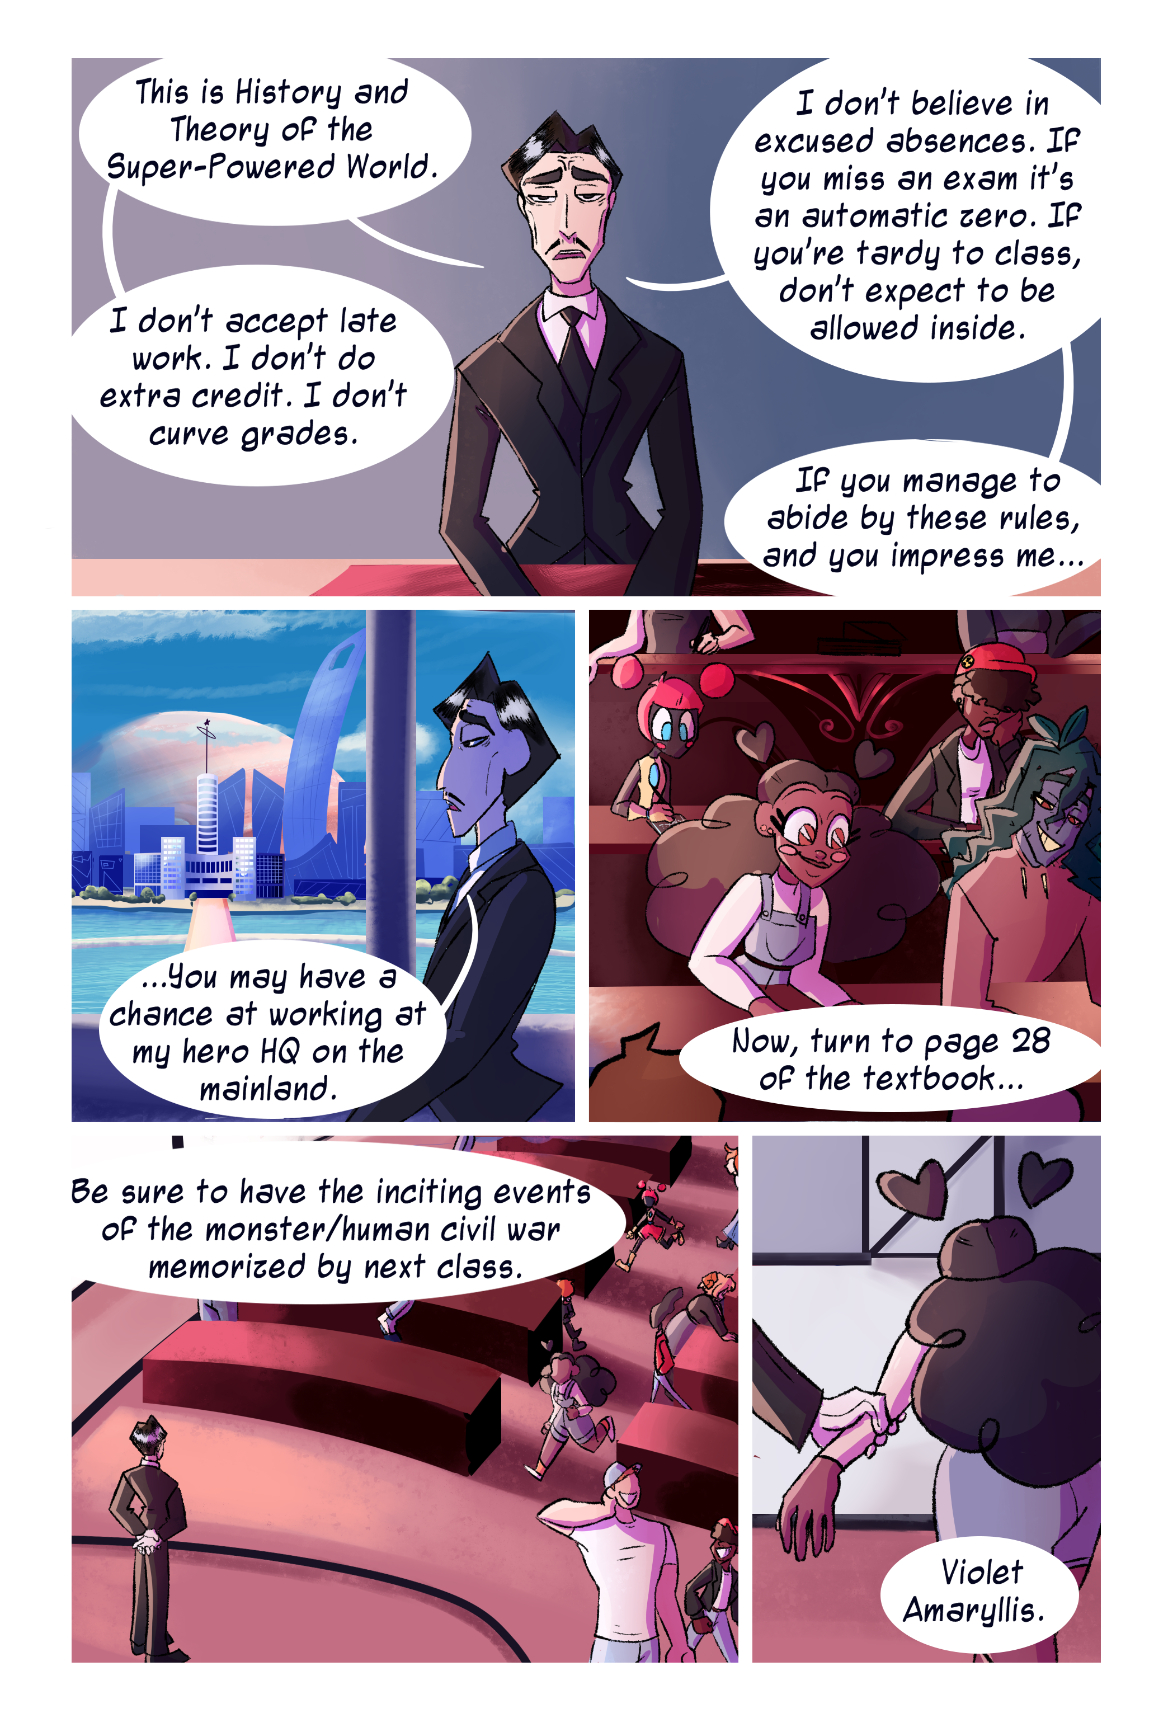 This is History and
Theory of the
Super-Powered World.
I don't accept late
work. I don't do
extra credit. I don't
curve grades.
I don't believe in
excused absences. If
you miss an exam it's
an automatic zero. If
you're tardy to class,
don't expect to be
allowed inside.
If you manage to
abide by these rules,
and you impress me...
...You may have a
chance at working at
my hero HQ on the
mainland.
Now, turn to page 28
of the textbook...
Be sure to have the inciting events
of the monster/human civil war
memorized by next class.
Violet
Amaryllis.